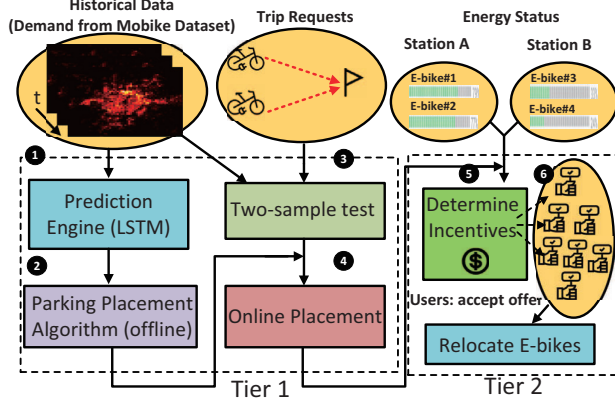 Historical Data
(Demand from Mobike Dataset)
Trip Requests
Energy Status
Station A
Station B
E-bike#1
E-bike#2
E-bike#3
E-bike#4
t
1
3
5
6
Prediction
Engine (LSTM)
Two-sample test
Determine
Incentives
$
2
4
Parking Placement
Algorithm (offline)
Online Placement
Users: accept offer
Relocate E-bikes
Tier 1
Tier 2